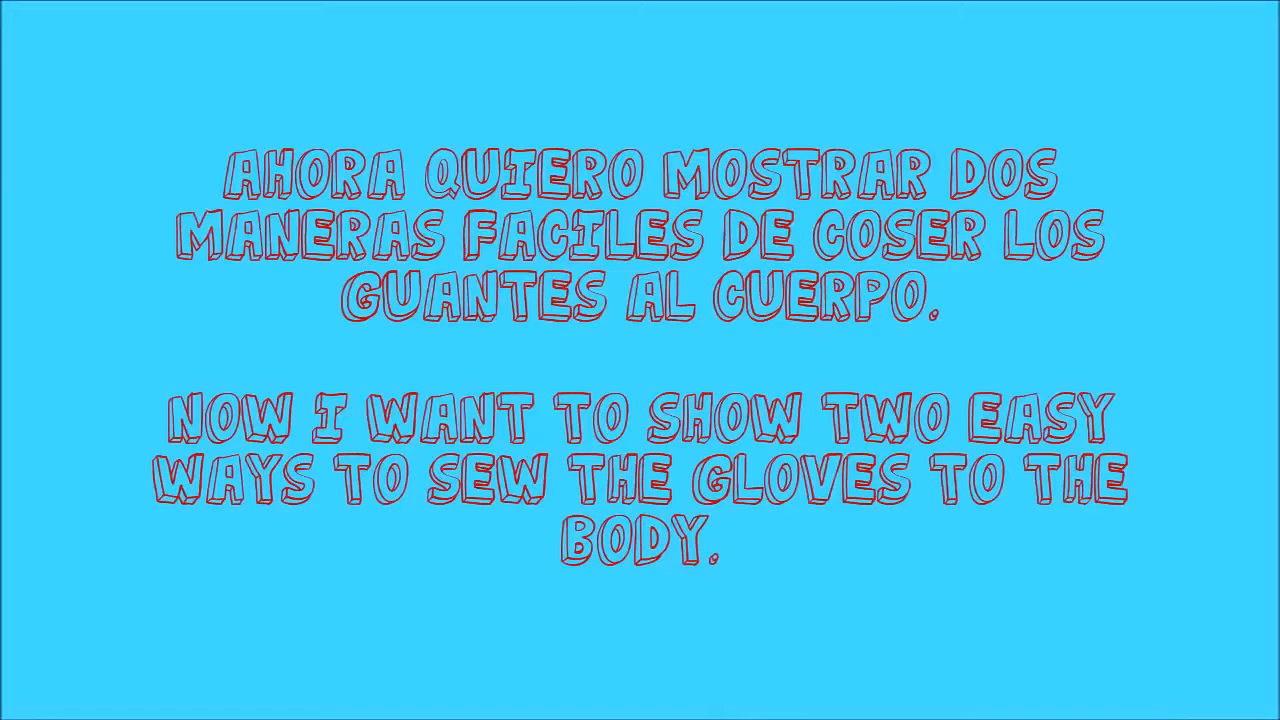 AHORA QUIERO MOSTRAR DOS
MANERAS FACILES DE COSER LOS
GUANTES AL CUERPO.
NOW I WANT TO SHOW TWO EASY
WAYS TO SEW THE GLOVES TO THE
BODY.